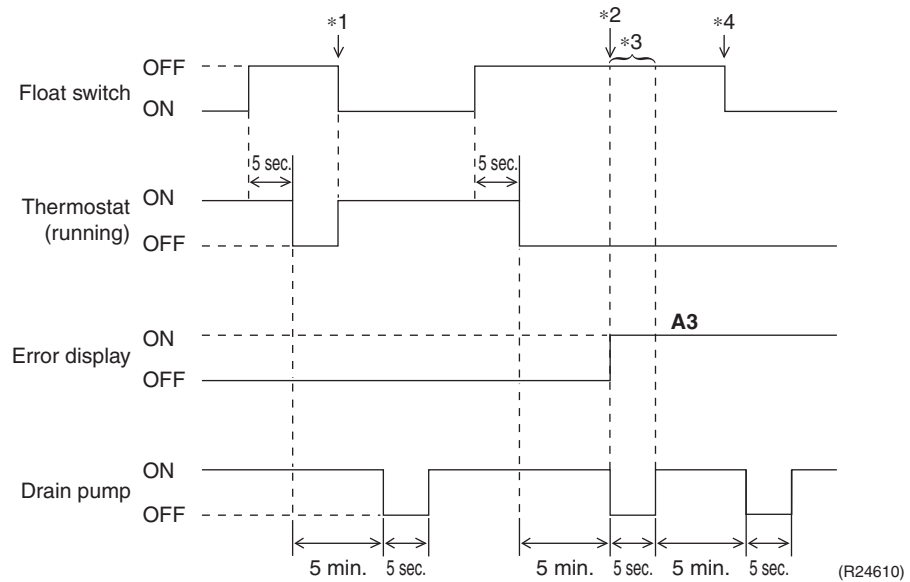 *1
*2
*3
*4
OFF
Float switch
ON
5 sec.
5 sec.
ON
Thermostat
(running)
OFF
A3
ON
Error display
OFF
ON
Drain pump
OFF
5 min.
5 sec.
5 min.
5 sec.
5 min.
5 sec.
(R24610)